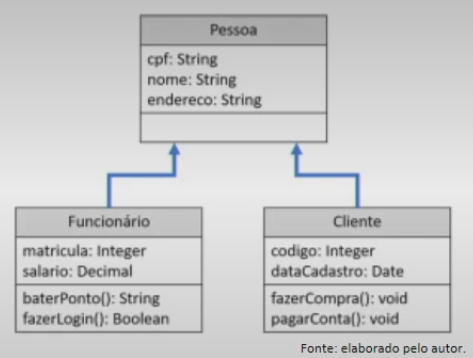 Pessoa
cpf: String
nome: String
endereco: String
Funcionário
matricula: Integer
salario: Decimal
baterPonto(): String
fazerLogin(): Boolean
Cliente
codigo: Integer
dataCadastro: Date
fazerCompra(): void
pagarConta(): void
Fonte: elaborado pelo autor.